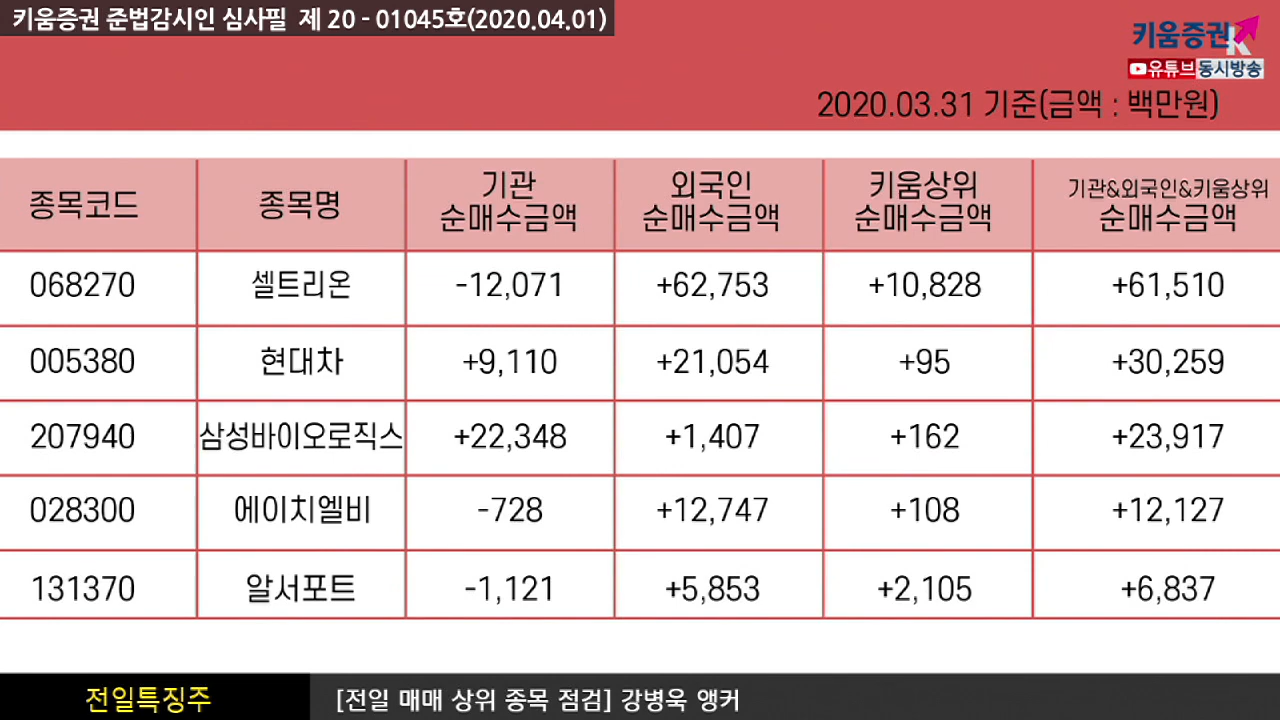 키움증권 준법감시인 심사필 제 20 - 01045호(2020.04.01)
키움증권
유튜브 동시방송
2020.03.31 기준(금액 : 백만원)
종목코드 종목명 기관 순매수금액 외국인 순매수금액 키움상위 순매수금액 기관&외국인&키움상위 순매수금액
068270 셀트리온 -12,071 +62,753 +10,828 +61,510
005380 현대차 +9,110 +21,054 +95 +30,259
207940 삼성바이오로직스 +22,348 +1,407 +162 +23,917
028300 에이치엘비 -728 +12,747 +108 +12,127
131370 알서포트 -1,121 +5,853 +2,105 +6,837
전일특징주 [전일 매매 상위 종목 점검] 강병욱 앵커